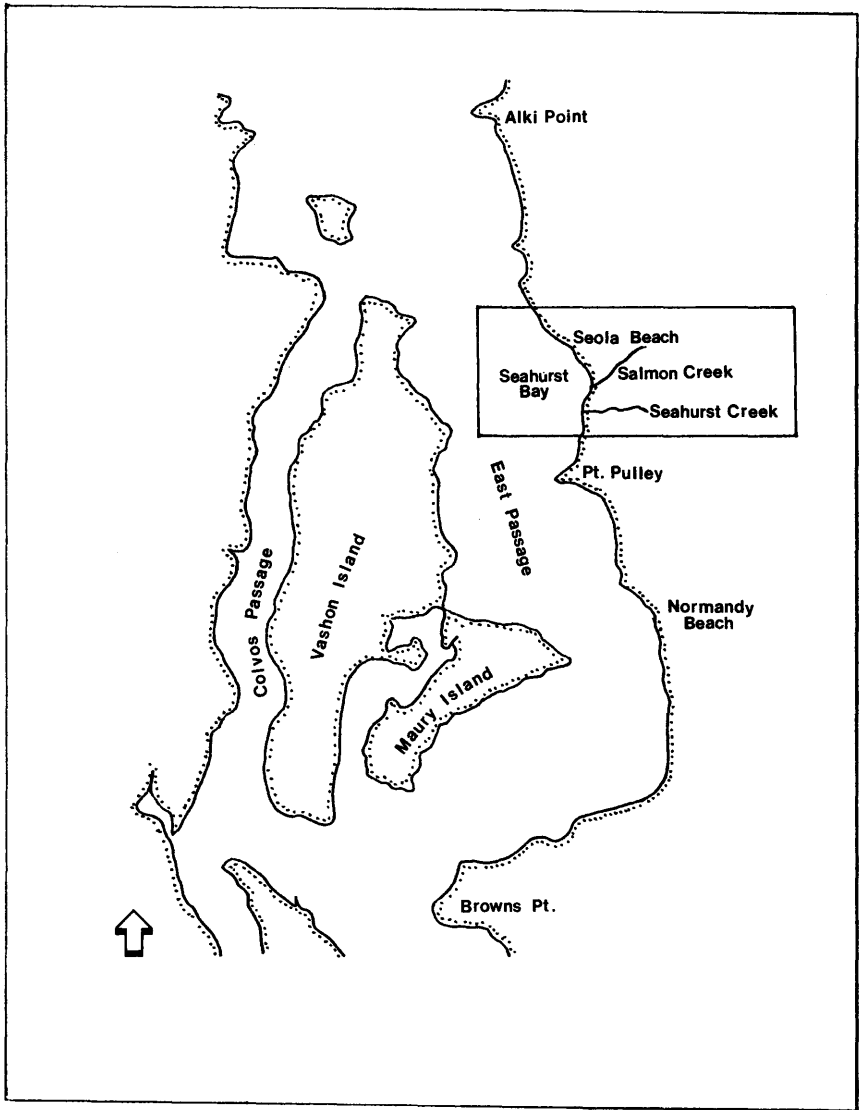 Alki Point
Seola Beach
Seahurst
Bay
Salmon Creek
Seahurst Creek
Pt. Pulley
East Passage
Colvos Passage
Vashon Island
Normandy
Beach
Maury Island
Browns Pt.